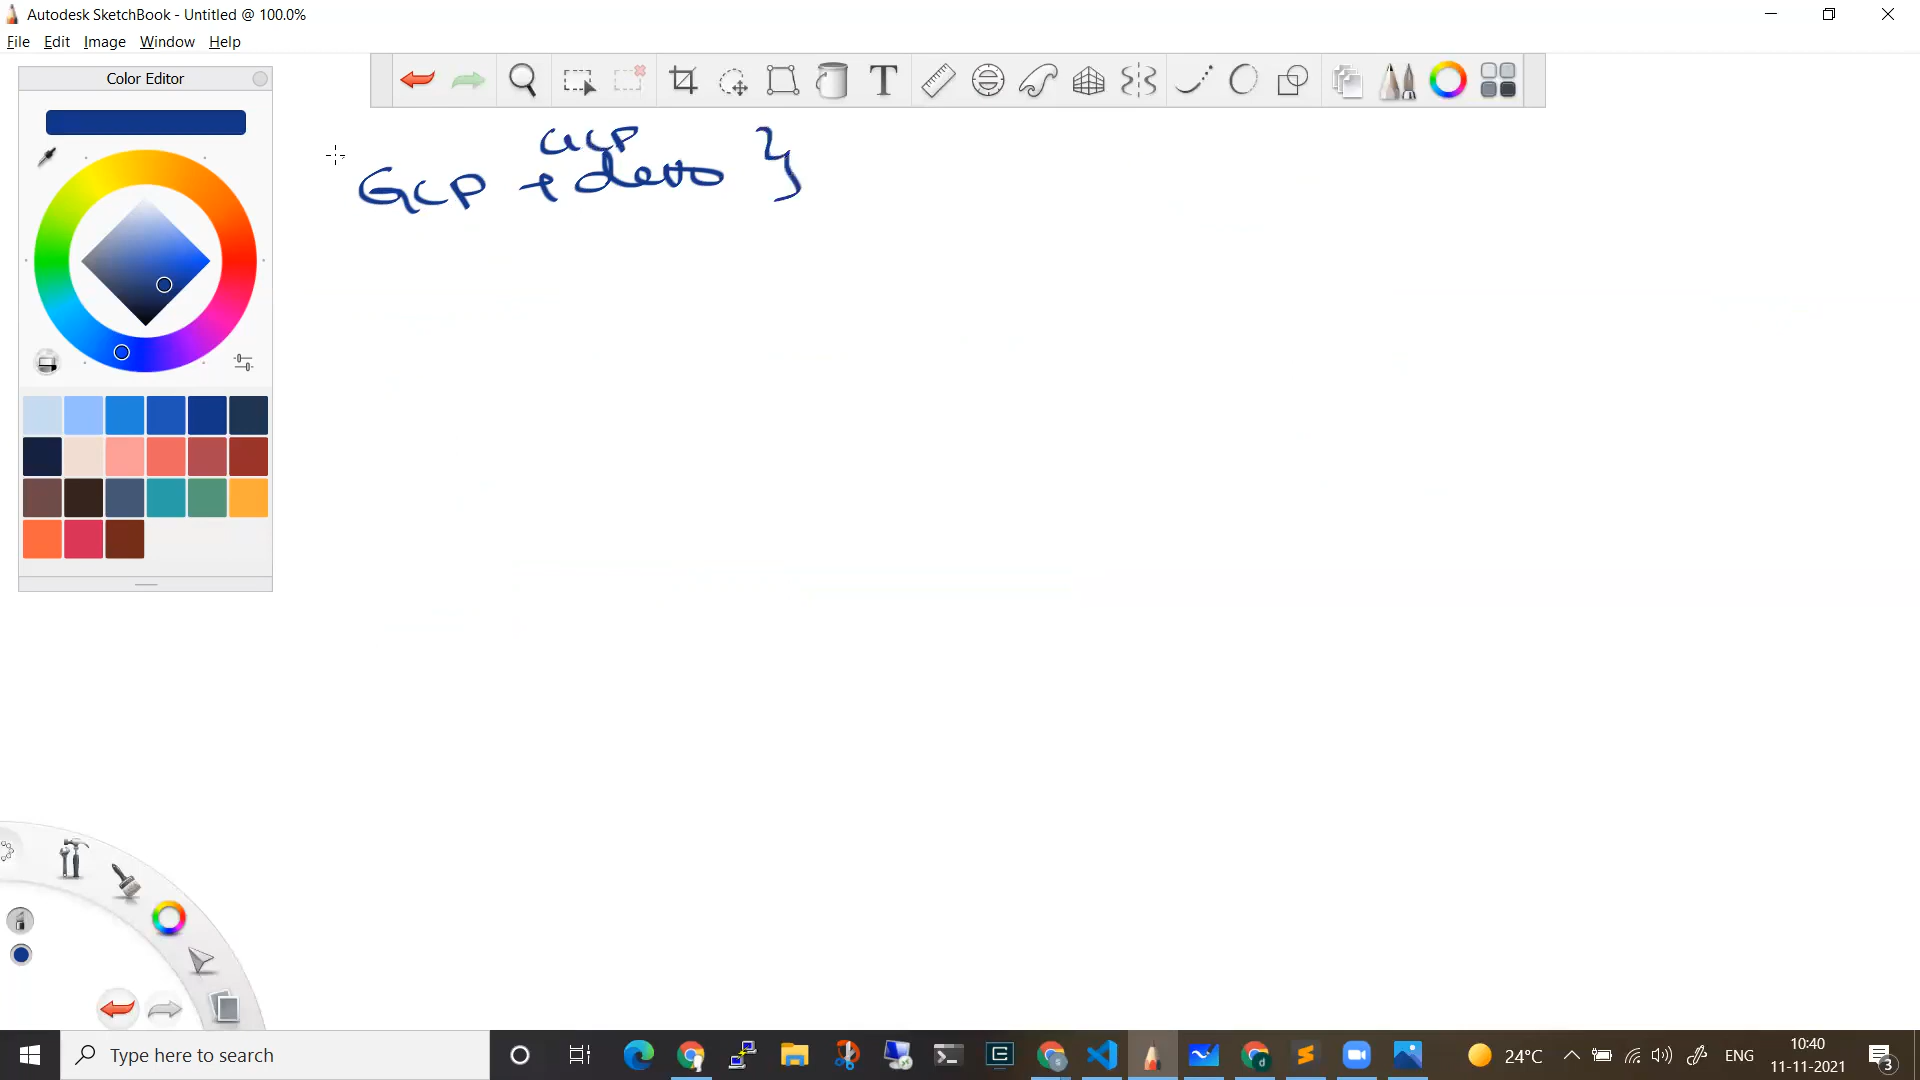 Autodesk SketchBook - Untitled @ 100.0%
File Edit Image Window Help
Color Editor
T
GCP
GCP +
Type here to search
24°C
ENG
10:40
11-11-2021
3